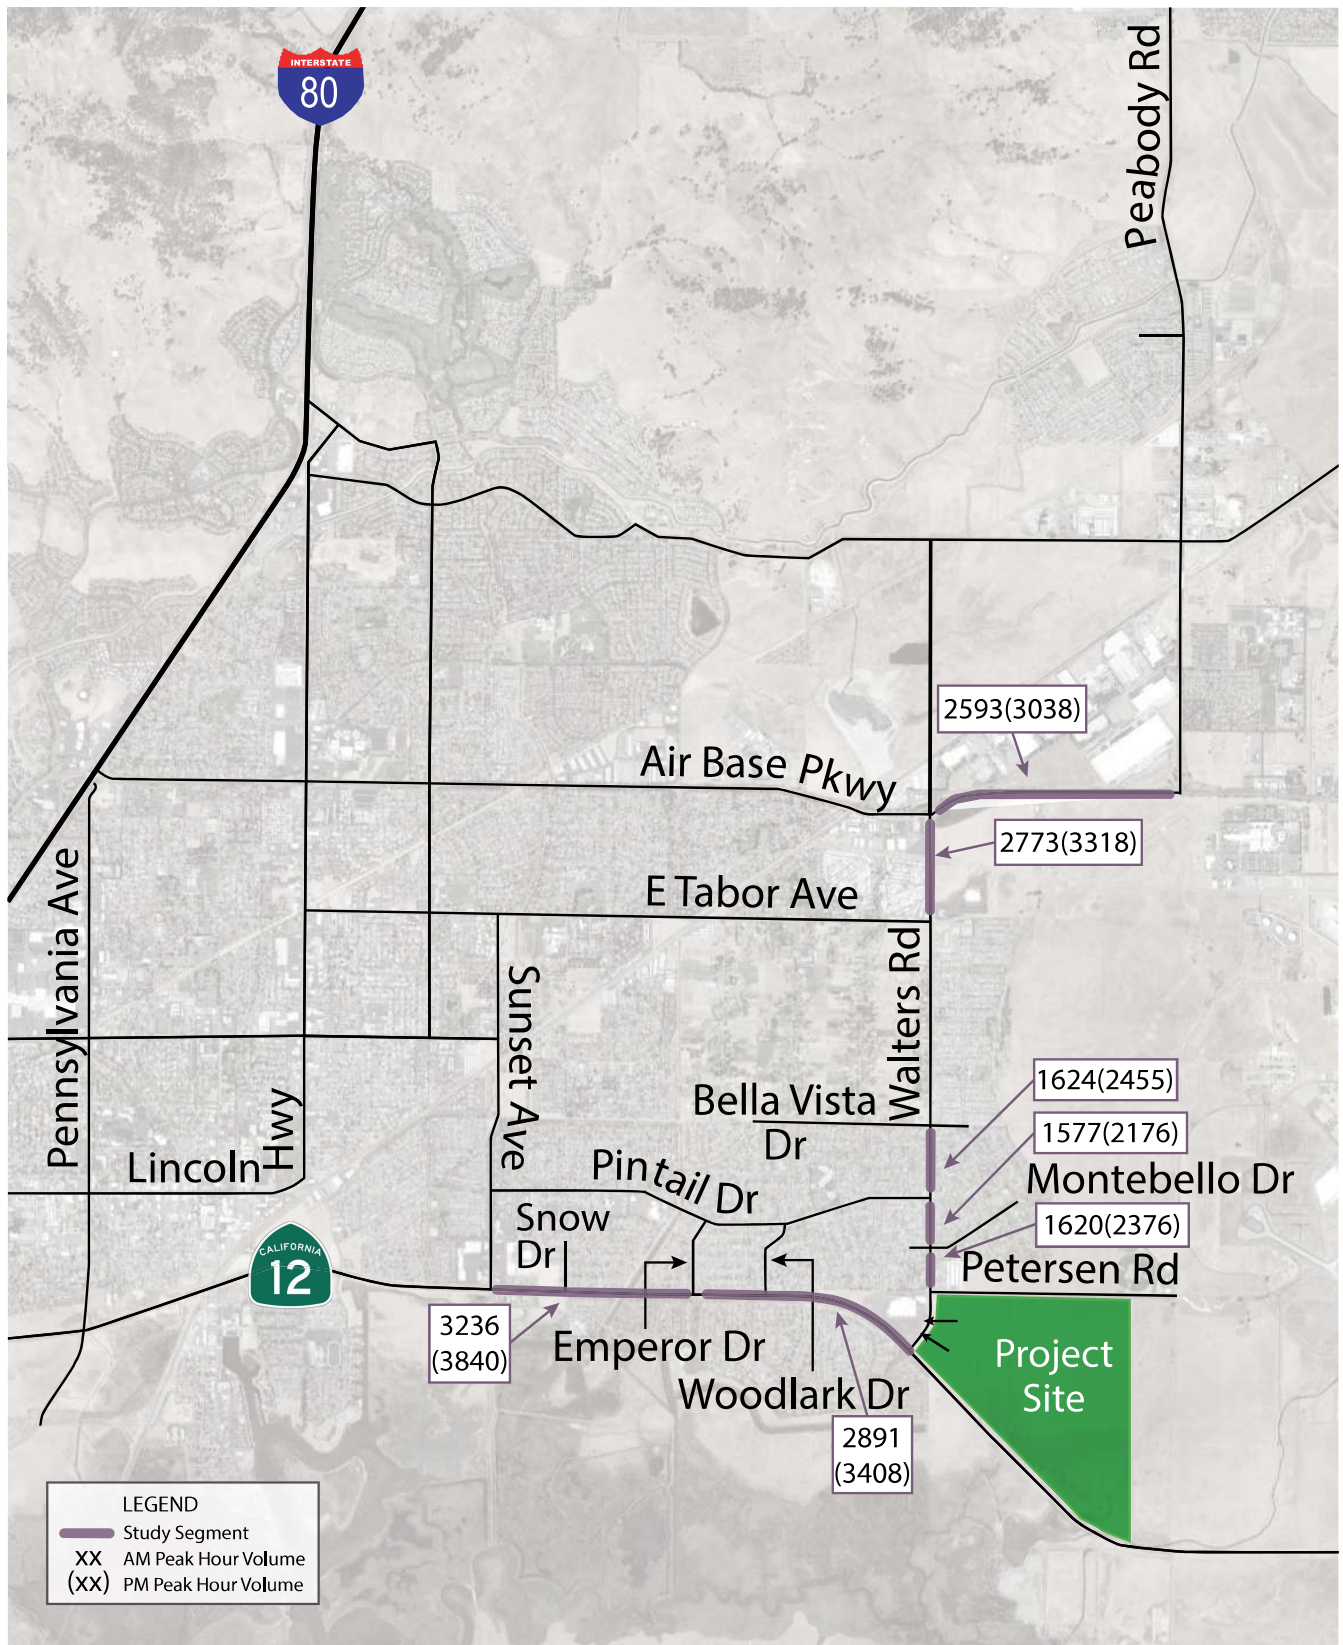 INTERSTATE
80
Peabody Rd
2593(3038)
Air Base Pkwy
2773(3318)
E Tabor Ave
Pennsylvania Ave
Sunset Ave
Walters Rd
1624(2455)
Bella Vista
Dr
1577(2176)
Lincoln
Hwy
Pintail Dr
Montebello Dr
Snow
Dr
1620(2376)
CALIFORNIA
12
Petersen Rd
3236
(3840)
Emperor Dr
Project
Site
Woodlark Dr
2891
(3408)
LEGEND
Study Segment
XX AM Peak Hour Volume
(XX) PM Peak Hour Volume